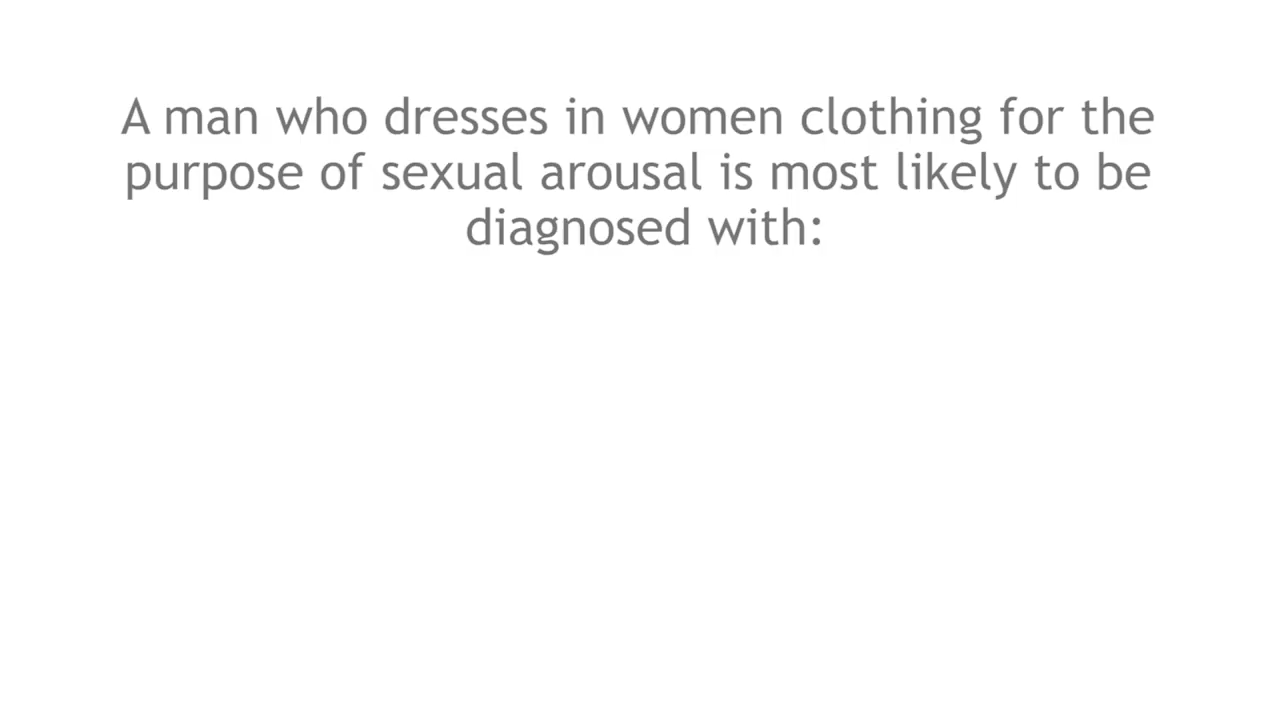 A man who dresses in women clothing for the
purpose of sexual arousal is most likely to be
diagnosed with: